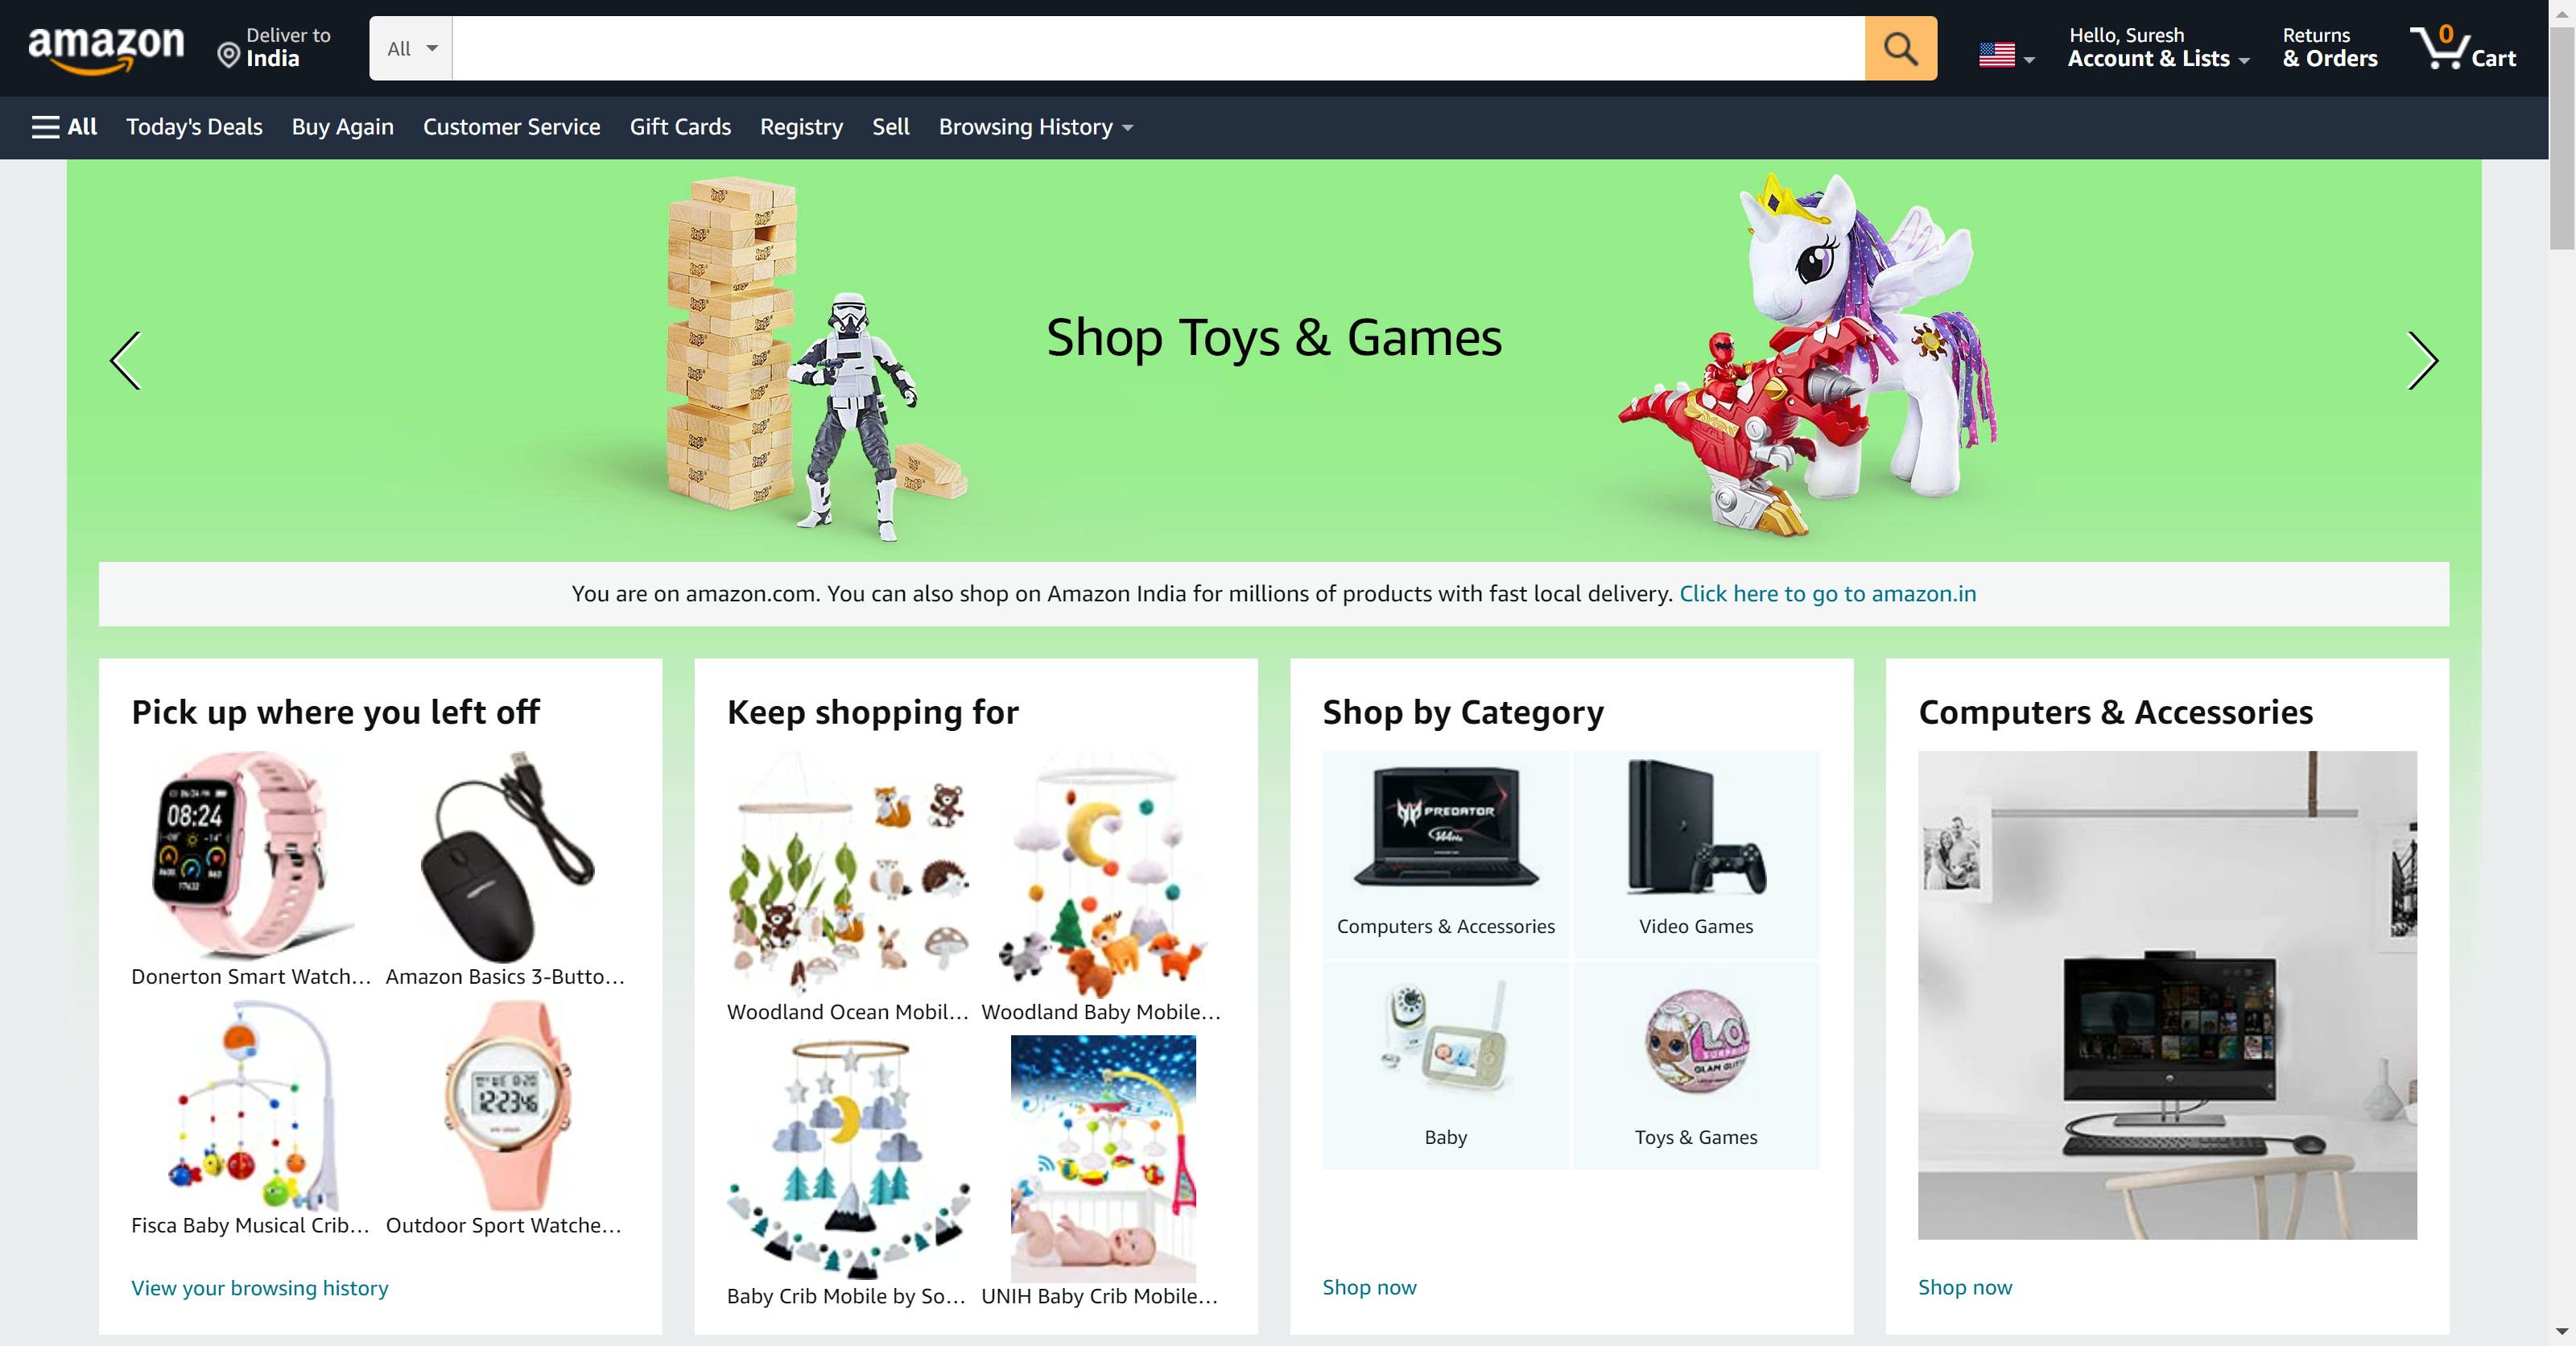 amazon
Deliver to
India
All
Hello, Suresh
Account & Lists
Returns
& Orders
0
Cart
All
Today's Deals
Buy Again
Customer Service
Gift Cards
Registry
Sell
Browsing History
Shop Toys & Games
You are on amazon.com. You can also shop on Amazon India for millions of products with fast local delivery. Click here to go to amazon.in
Pick up where you left off
08:24
Donerton Smart Watch...
Amazon Basics 3-Butto...
12:2346
Fisca Baby Musical Crib...
Outdoor Sport Watche...
View your browsing history
Keep shopping for
Woodland Ocean Mobil...
Woodland Baby Mobile...
Baby Crib Mobile by So...
UNIH Baby Crib Mobile...
Shop by Category
PREDATOR
Computers & Accessories
Video Games
Baby
Toys & Games
Shop now
Computers & Accessories
Shop now